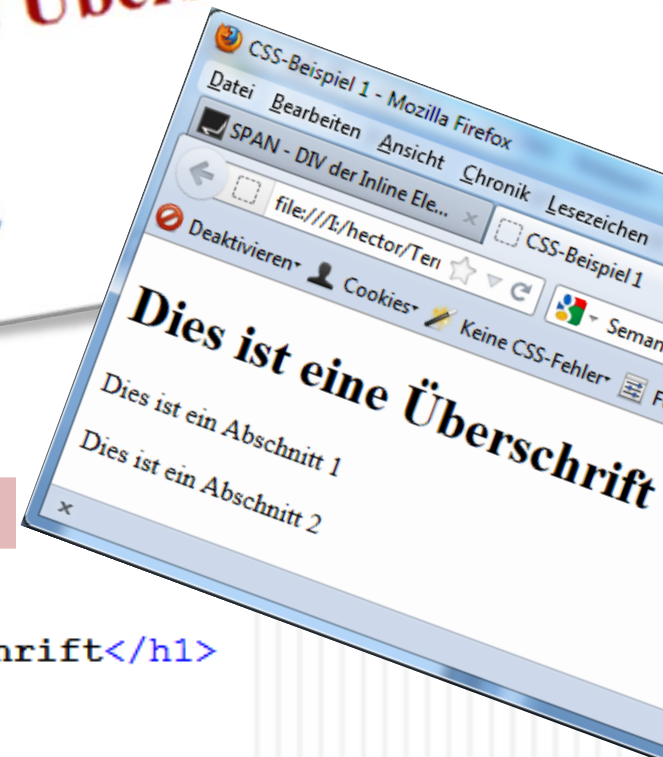 CSS-Beispiel 1 - Mozilla Firefox
Datei Bearbeiten Ansicht Chronik Lesezeichen
SPAN - DIV der Inline Ele... CSS-Beispiel 1
file:///I:/hector/Terr
Deaktivieren Cookies Keine CSS-Fehler
Dies ist eine Überschrift
Dies ist ein Abschnitt 1
Dies ist ein Abschnitt 2
hrift</h1>